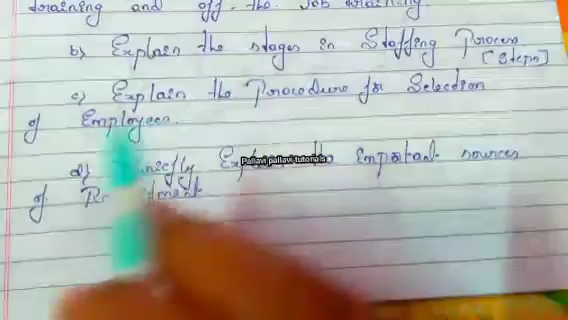 training and off the Job training.
b) Explain the stages in Staffing Process
[Steps]
c) Explain the Procedure for Selection
of Employees.
d) Explain the Important sources
of
Pallavi pallavi tutorials